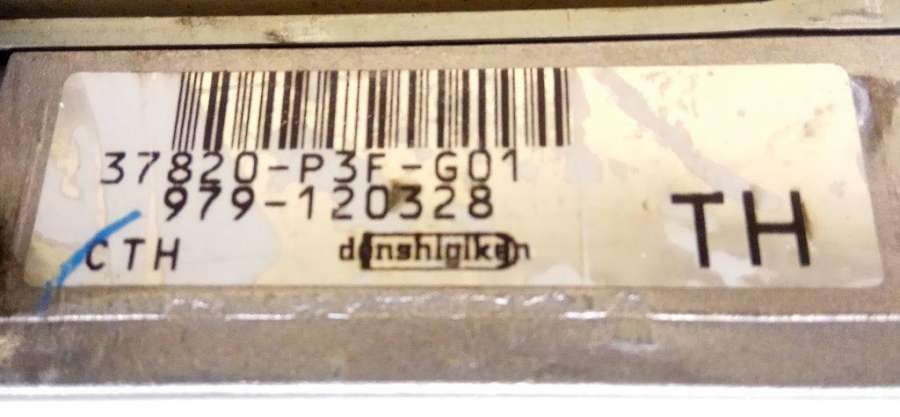 37820-P3F-G01
979-120328
CTH denshigiken
TH